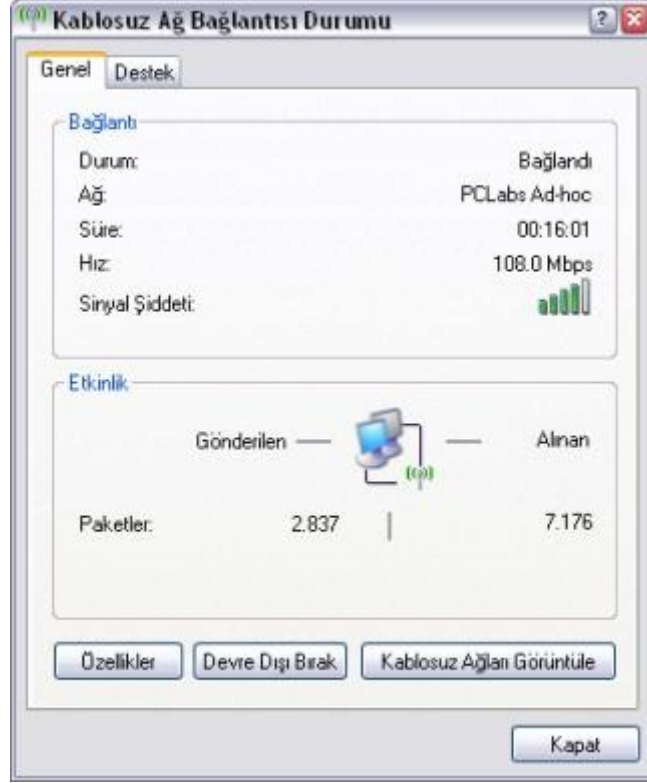 Kablosuz Ağ Bağlantısı Durumu
Genel Destek
Bağlantı
Durum: Bağlandı
Ağ: PCLabs Ad-hoc
Süre: 00:16:01
Hız: 108.0 Mbps
Sinyal Şiddeti:
Etkinlik
Gönderilen — — Alınan
Paketler: 2.837 | 7.176
Özellikler Devre Dışı Bırak Kablosuz Ağları Görüntüle
Kapat